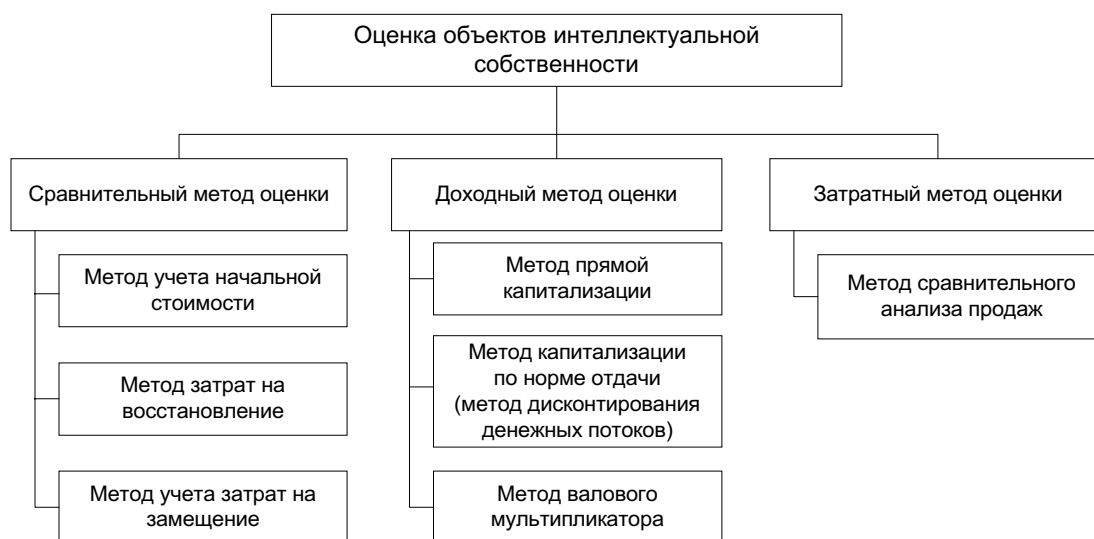 Оценка объектов интеллектуальной
собственности
Сравнительный метод оценки
Метод учета начальной
стоимости
Метод затрат на
восстановление
Метод учета затрат на
замещение
Доходный метод оценки
Метод прямой
капитализации
Метод капитализации
по норме отдачи
(метод дисконтирования
денежных потоков)
Метод валового
мультипликатора
Затратный метод оценки
Метод сравнительного
анализа продаж